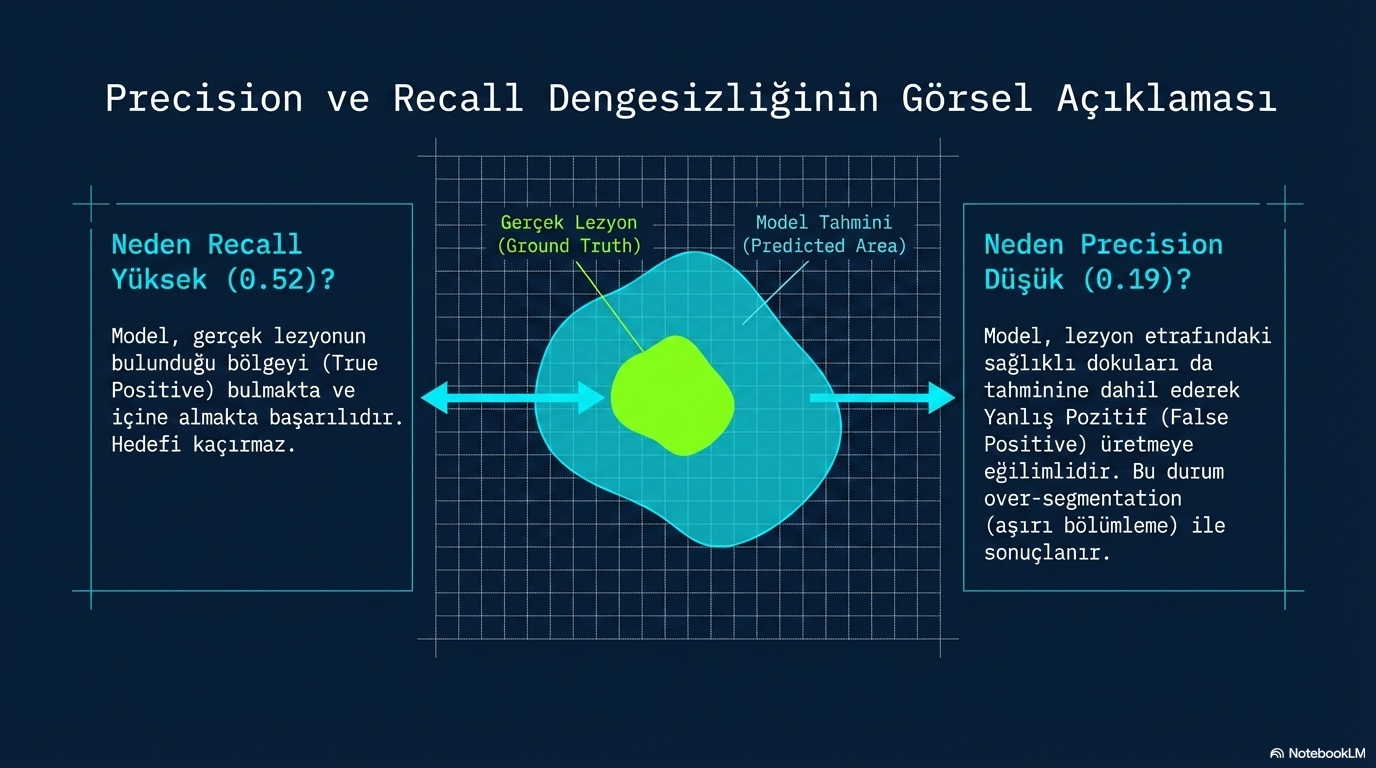 Precision ve Recall Dengesizliğinin Görsel Açıklaması
Neden Recall
Yüksek (0.52)?
Model, gerçek lezyonun
bulunduğu bölgeyi (True
Positive) bulmakta ve
içine almakta başarılıdır.
Hedefi kaçırmaz.
Gerçek Lezyon
(Ground Truth)
Model Tahmini
(Predicted Area)
Neden Precision
Düşük (0.19)?
Model, lezyon etrafındaki
sağlıklı dokuları da
tahminine dahil ederek
Yanlış Pozitif (False
Positive) üretmeye
eğilimlidir. Bu durum
over-segmentation
(aşırı bölümleme) ile
sonuçlanır.
NotebookLM